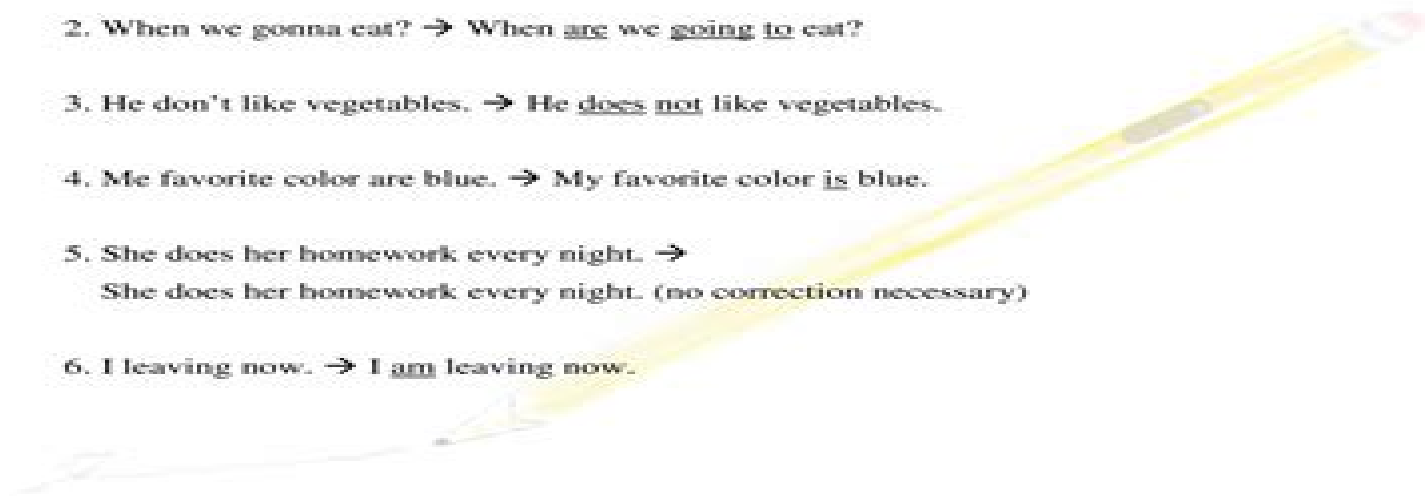 2. When we gonna eat? → When are we going to eat?
3. He don't like vegetables. → He does not like vegetables.
4. Me favorite color are blue. → My favorite color is blue.
5. She does her homework every night. →
She does her homework every night. (no correction necessary)
6. I leaving now. → I am leaving now.